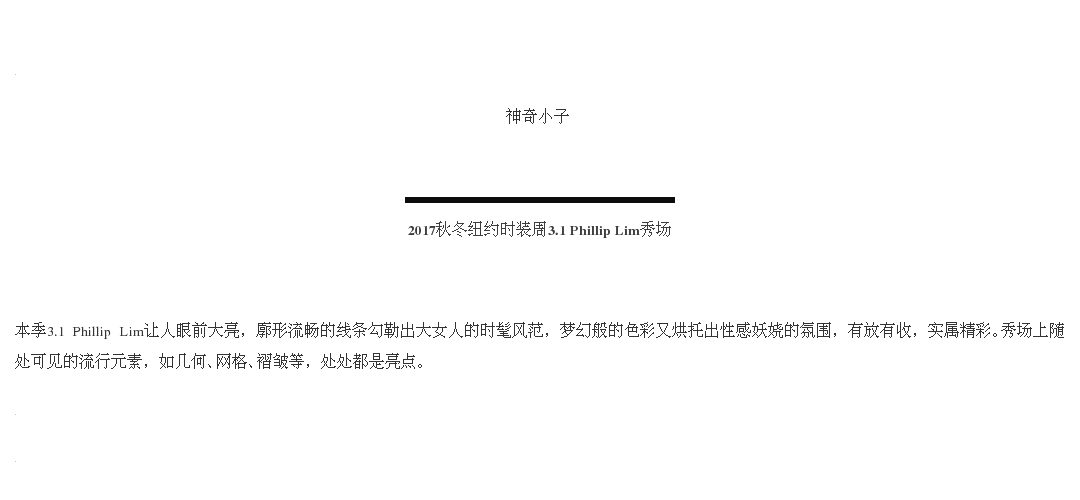 神奇小子
2017秋冬纽约时装周3.1 Phillip Lim秀场
本季3.1 Phillip Lim让人眼前大亮，廓形流畅的线条勾勒出大女人的时髦风范，梦幻般的色彩又烘托出性感妖娆的氛围，有放有收，实属精彩。秀场上随
处可见的流行元素，如几何、网格、褶皱等，处处都是亮点。